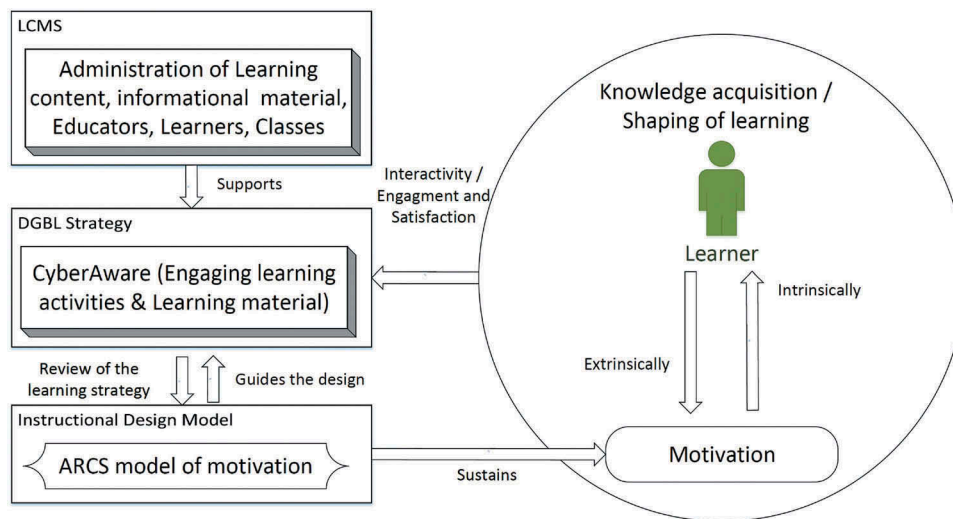 LCMS
Administration of Learning
content, informational material,
Educators, Learners, Classes
Supports
DGBL Strategy
CyberAware (Engaging learning
activities & Learning material)
Review of the
learning strategy
Guides the design
Instructional Design Model
ARCS model of motivation
Interactivity /
Engagment and
Satisfaction
Sustains
Knowledge acquisition /
Shaping of learning
Learner
Intrinsically
Extrinsically
Motivation